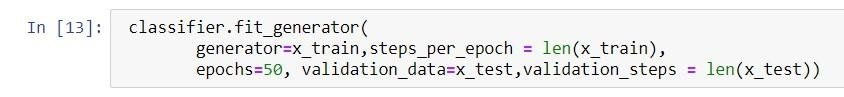 In [13]: classifier.fit_generator(
generator=x_train,steps_per_epoch = len(x_train),
epochs=50, validation_data=x_test,validation_steps = len(x_test))